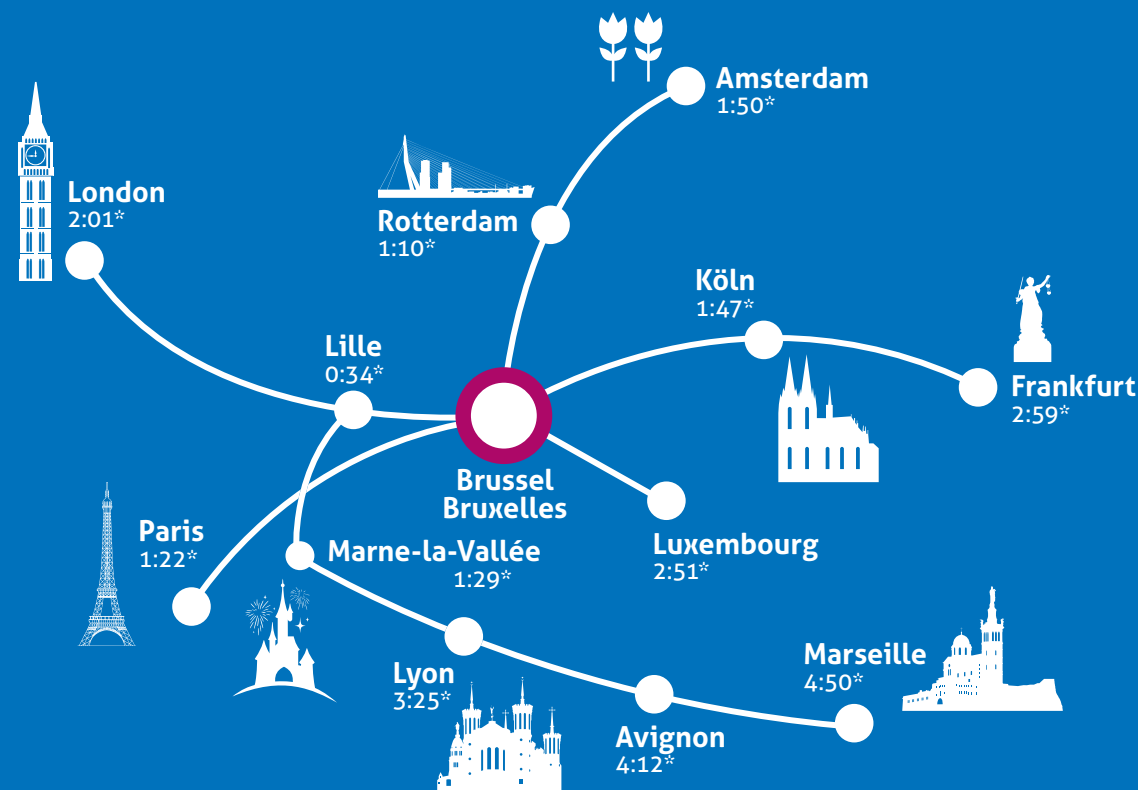 Amsterdam
1:50*
London
2:01*
Rotterdam
1:10*
Köln
1:47*
Lille
0:34*
Frankfurt
2:59*
Brussel
Bruxelles
Paris
1:22*
Marne-la-Vallée
1:29*
Luxembourg
2:51*
Lyon
3:25*
Marseille
4:50*
Avignon
4:12*